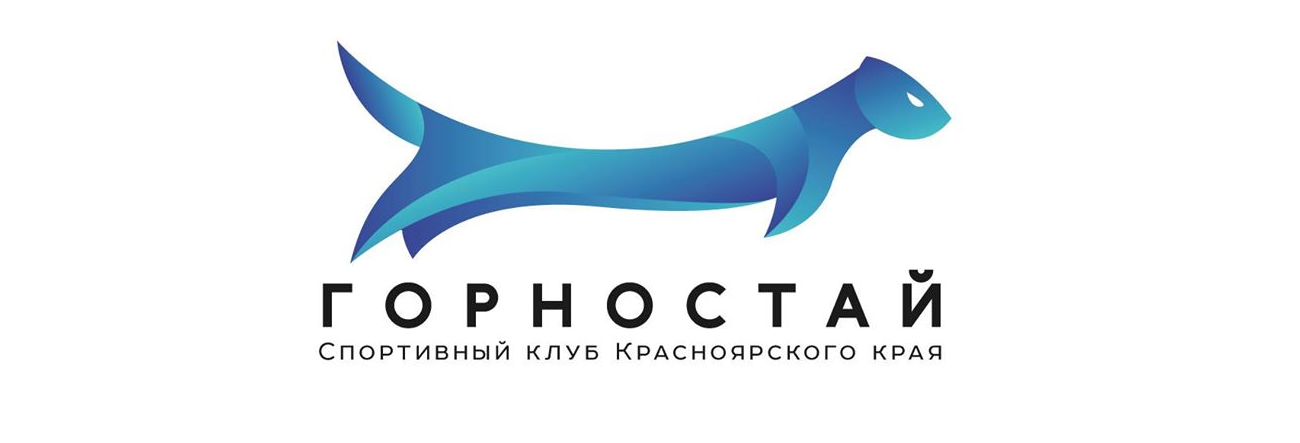 ГОРНОСТАЙ
Спортивный клуб Красноярского края